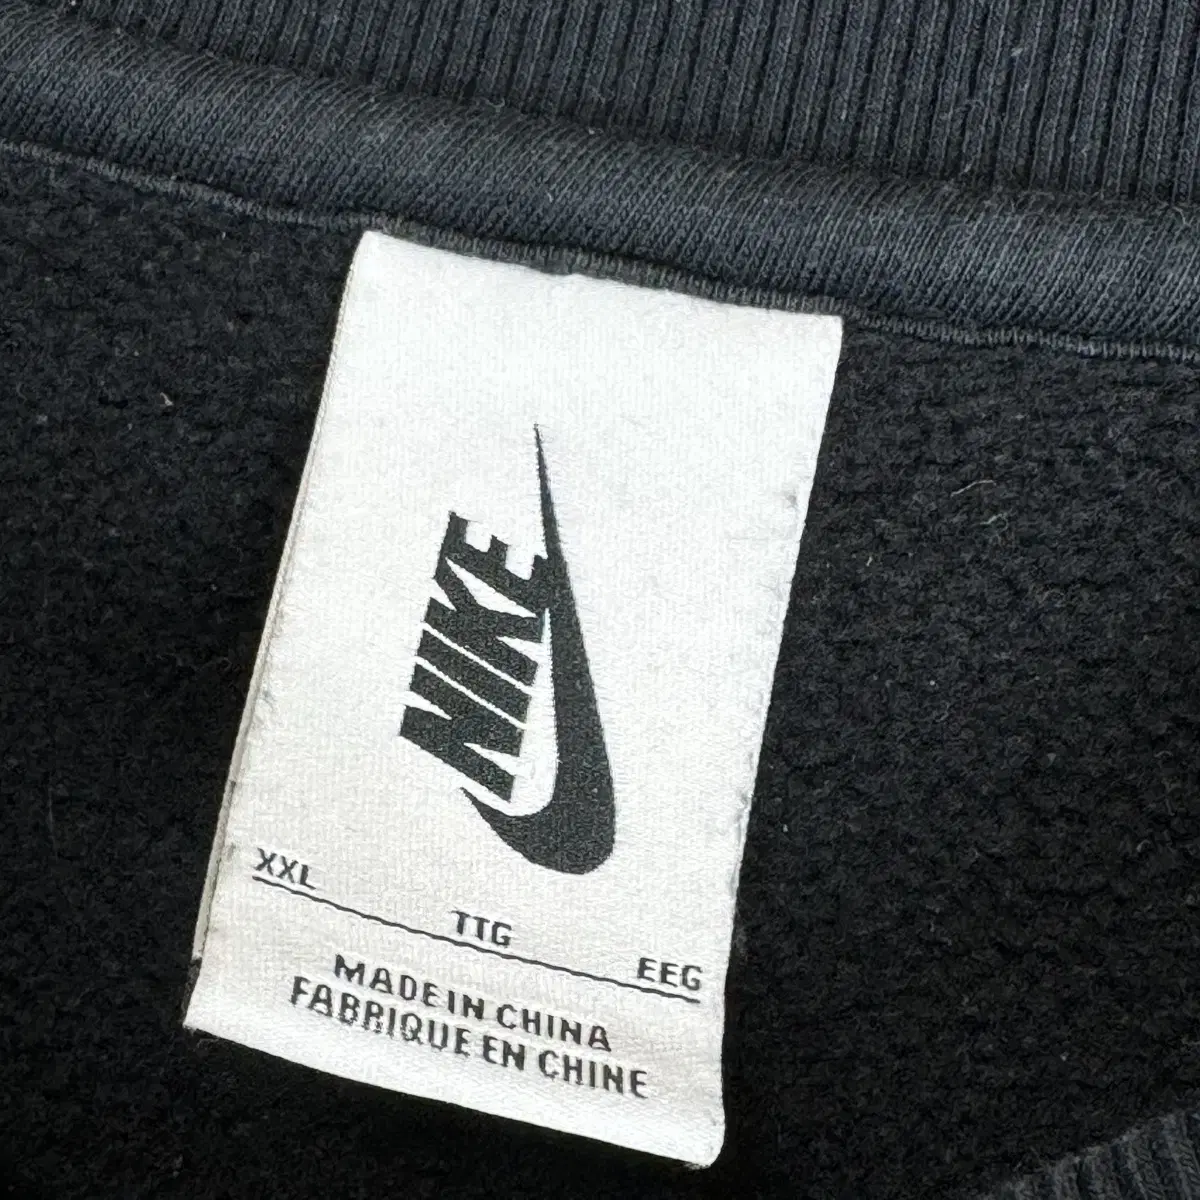 NIKE
XXL
TTG
EEG
MADE IN CHINA
FABRIQUE EN CHINE